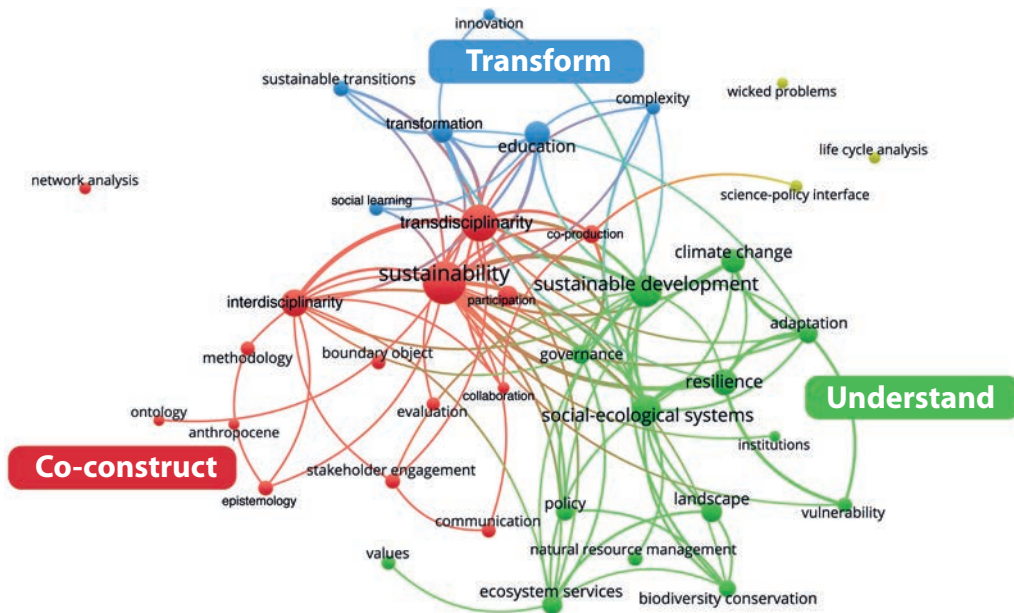 innovation
Transform
sustainable transitions
complexity
wicked problems
transformation
education
life cycle analysis
network analysis
science-policy interface
social learning
transdisciplinarity
co-production
climate change
sustainability
sustainable development
interdisciplinarity
participation
adaptation
methodology
boundary object
governance
resilience
collaboration
Understand
ontology
evaluation
social-ecological systems
anthropocene
institutions
Co-construct
stakeholder engagement
epistemology
policy
landscape
vulnerability
communication
values
natural resource management
ecosystem services
biodiversity conservation